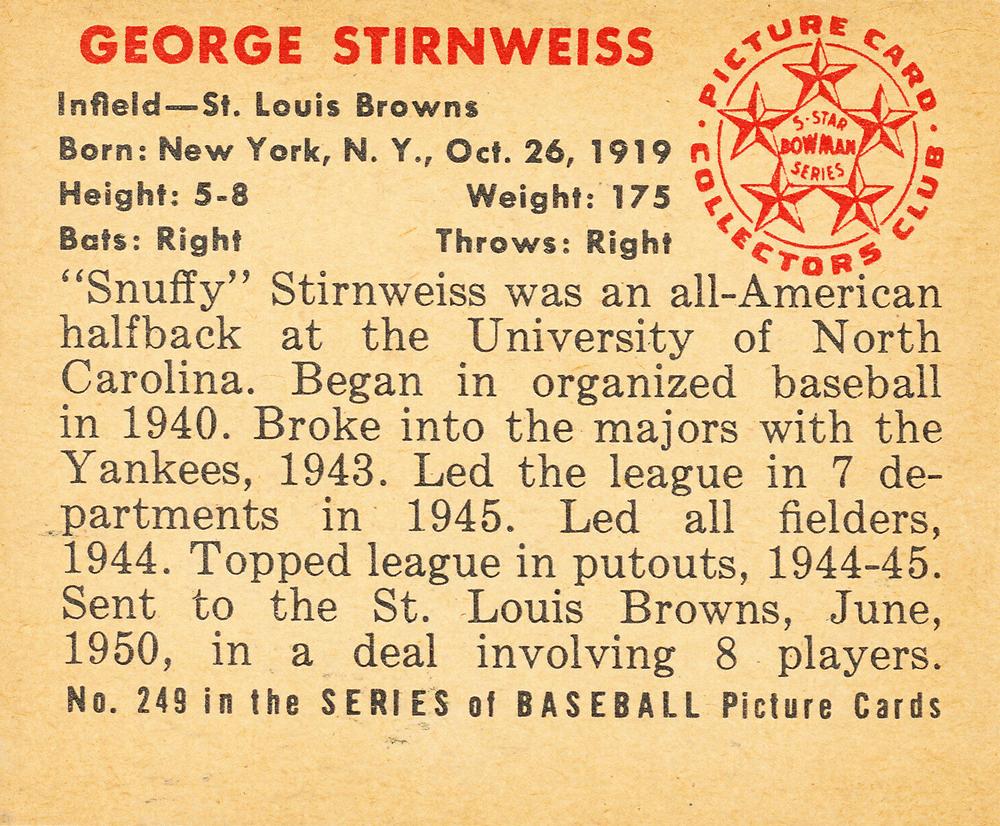 GEORGE STIRNWEISS
Infield—St. Louis Browns
Born: New York, N. Y., Oct. 26, 1919
Height: 5-8 Weight: 175
Bats: Right Throws: Right
PICTURE CARD
COLLECTORS CLUB
5-STAR
BOWMAN
SERIES
“Snuffy” Stirnweiss was an all-American
halfback at the University of North
Carolina. Began in organized baseball
in 1940. Broke into the majors with the
Yankees, 1943. Led the league in 7 de-
partments in 1945. Led all fielders,
1944. Topped league in putouts, 1944-45.
Sent to the St. Louis Browns, June,
1950, in a deal involving 8 players.
No. 249 in the SERIES of BASEBALL Picture Cards